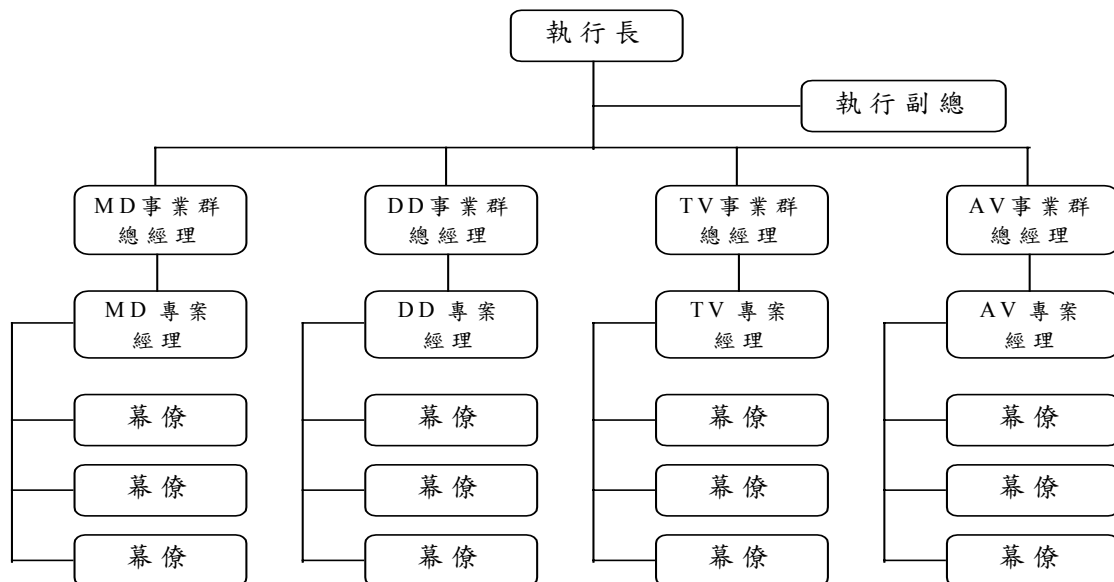 執行長
執行副總
MD事業群
總經理
DD事業群
總經理
TV事業群
總經理
AV事業群
總經理
MD 專案
經理
DD 專案
經理
TV 專案
經理
AV 專案
經理
幕僚
幕僚
幕僚
幕僚
幕僚
幕僚
幕僚
幕僚
幕僚
幕僚
幕僚
幕僚